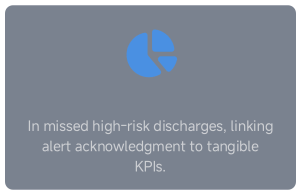 In missed high-risk discharges, linking
alert acknowledgment to tangible
KPIs.